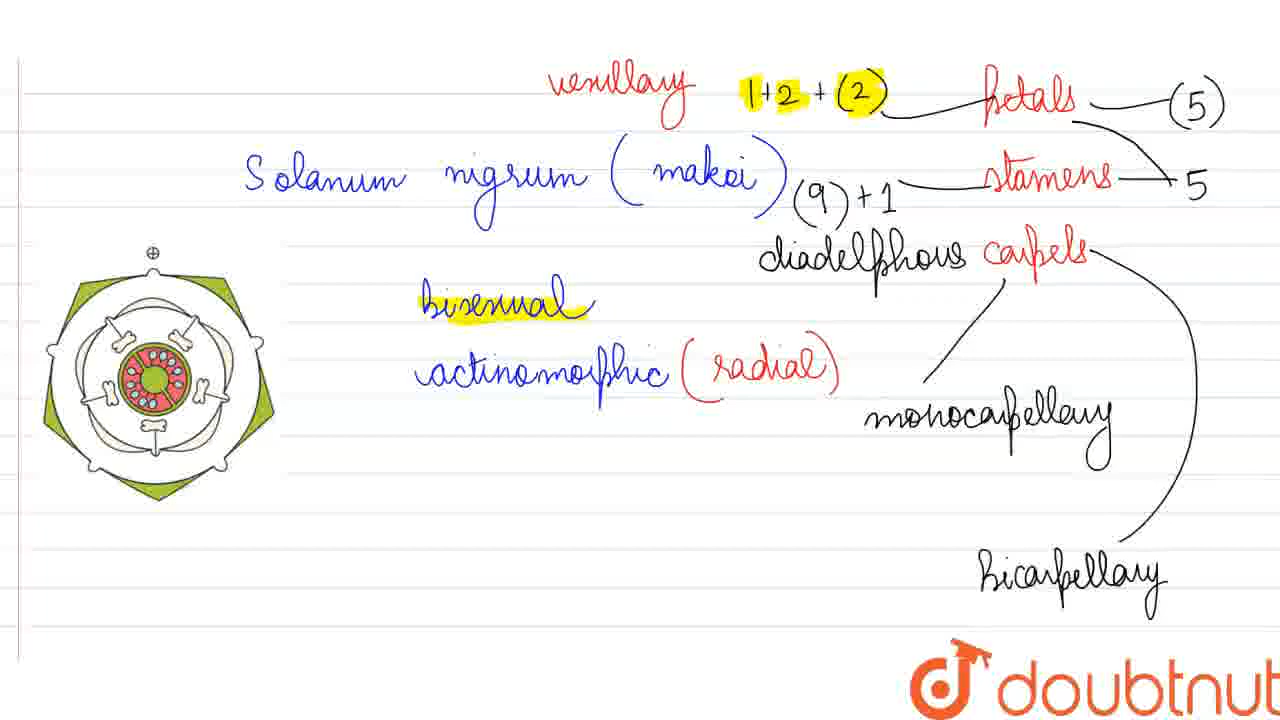 vexillary 1+2+(2) petals (5)
Solanum nigrum (makoi) (9)+1 stamens 5
diadelphous carpels
bisexual
actinomorphic (radial)
monocarpellary
bicarpellary
doubtnut